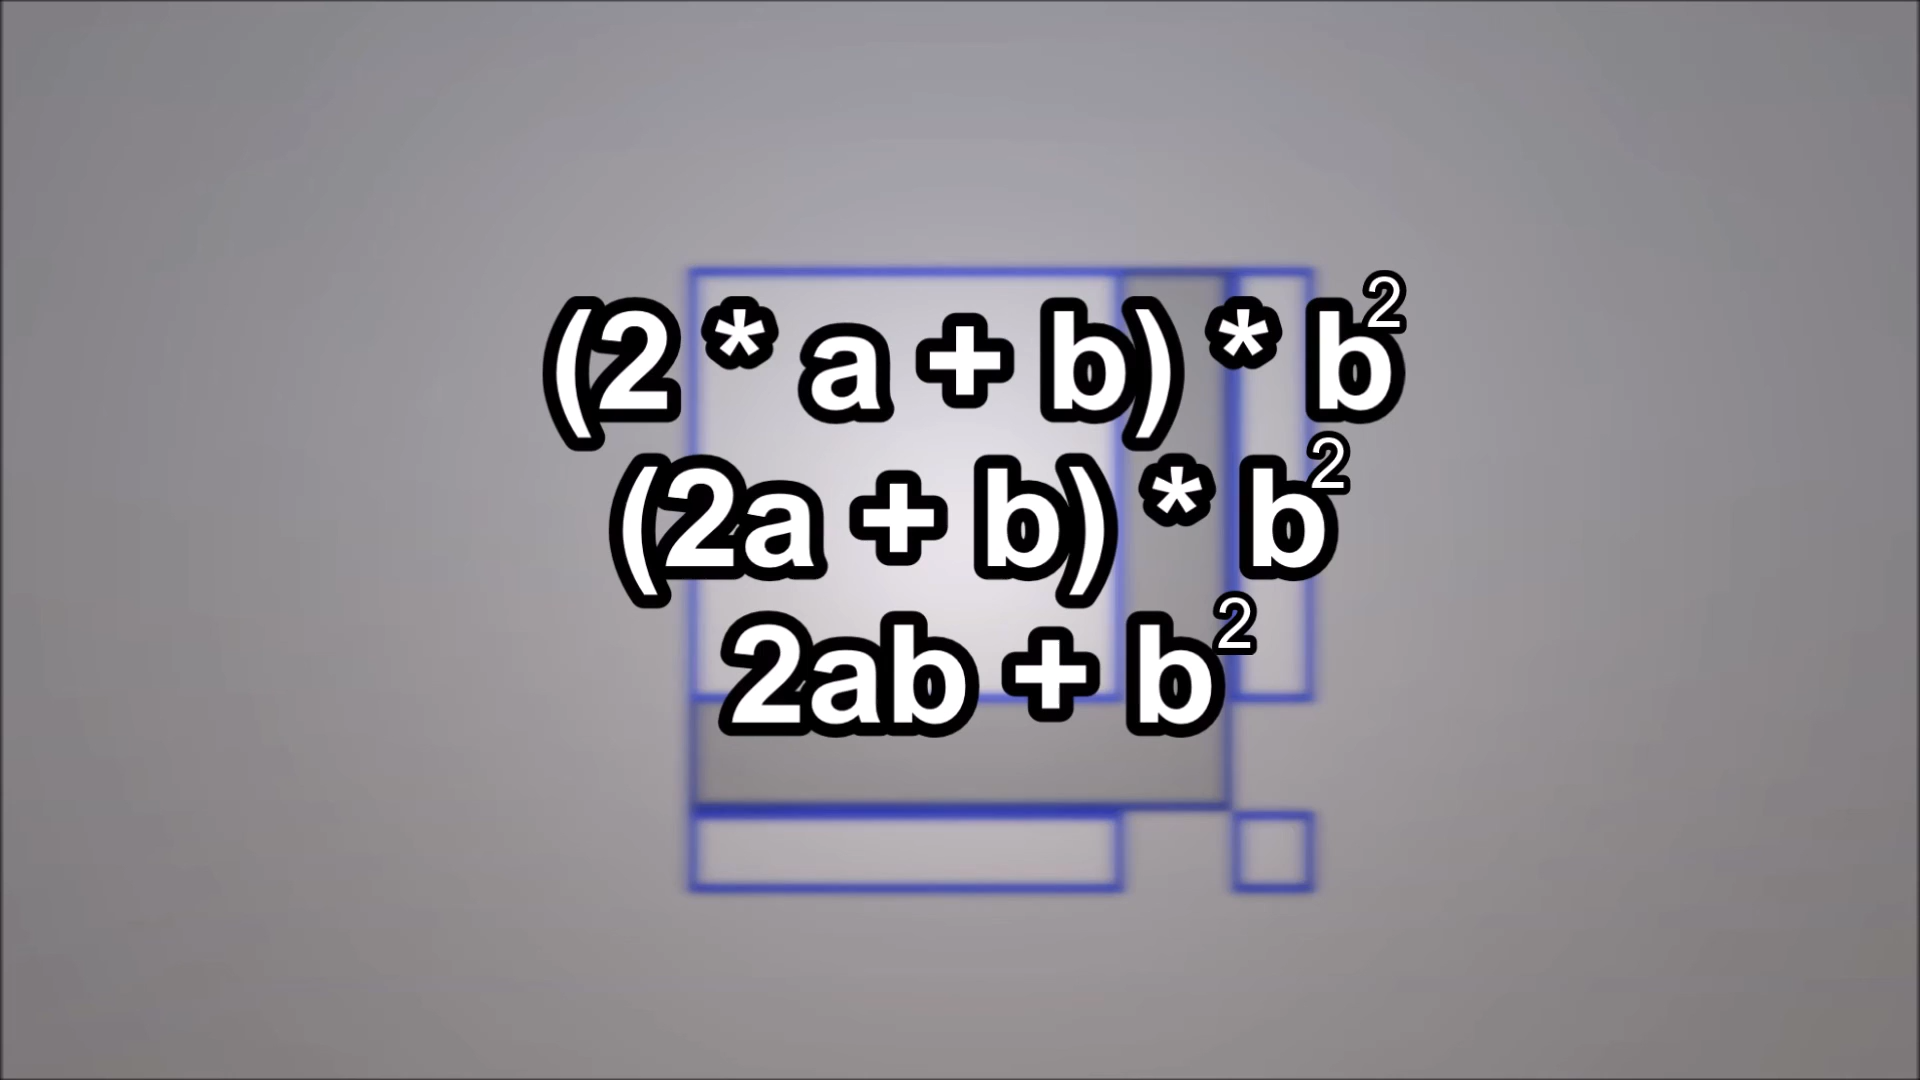 (2 * a + b) * b²
(2a + b) * b²
2ab + b²